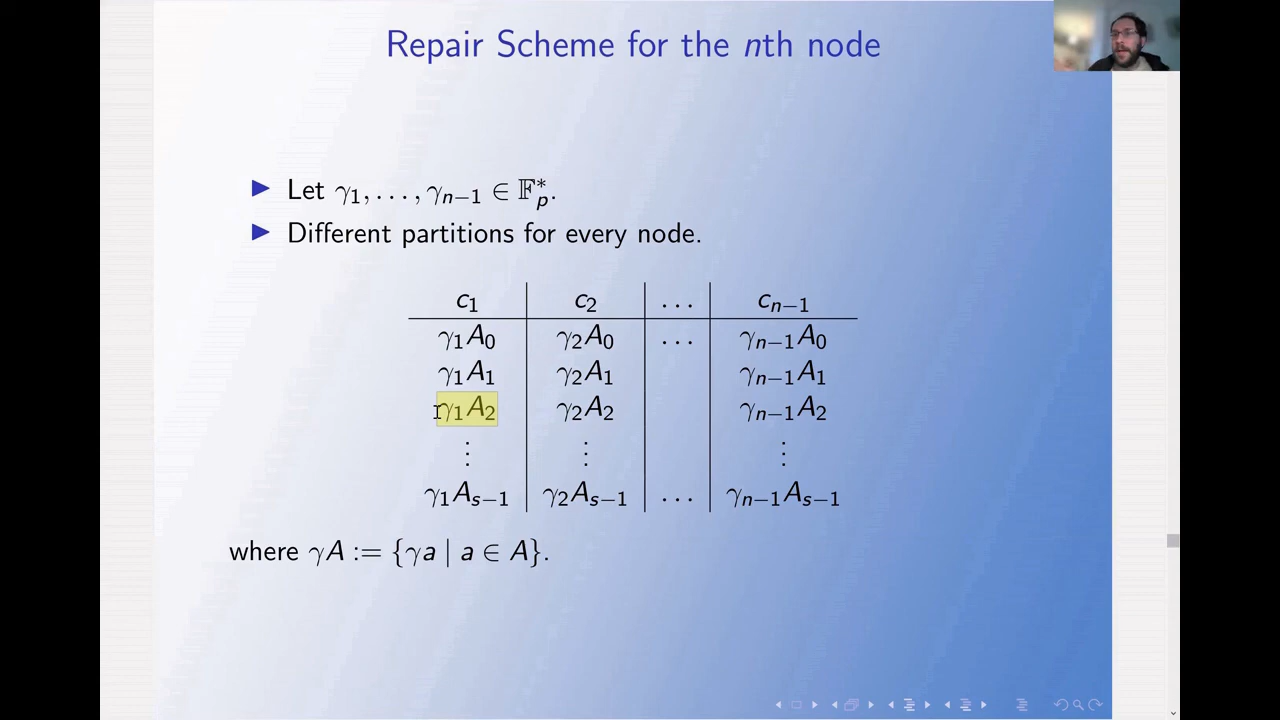 Repair Scheme for the nth node
▶ Let γ₁, . . . , γₙ₋₁ ∈ 𝔽*ₚ.
▶ Different partitions for every node.
c₁ c₂ . . . cₙ₋₁
γ₁A₀ γ₂A₀ . . . γₙ₋₁A₀
γ₁A₁ γ₂A₁ γₙ₋₁A₁
γ₁A₂ γ₂A₂ γₙ₋₁A₂
⋮ ⋮ ⋮
γ₁Aₛ₋₁ γ₂Aₛ₋₁ . . . γₙ₋₁Aₛ₋₁
where γA := {γa | a ∈ A}.